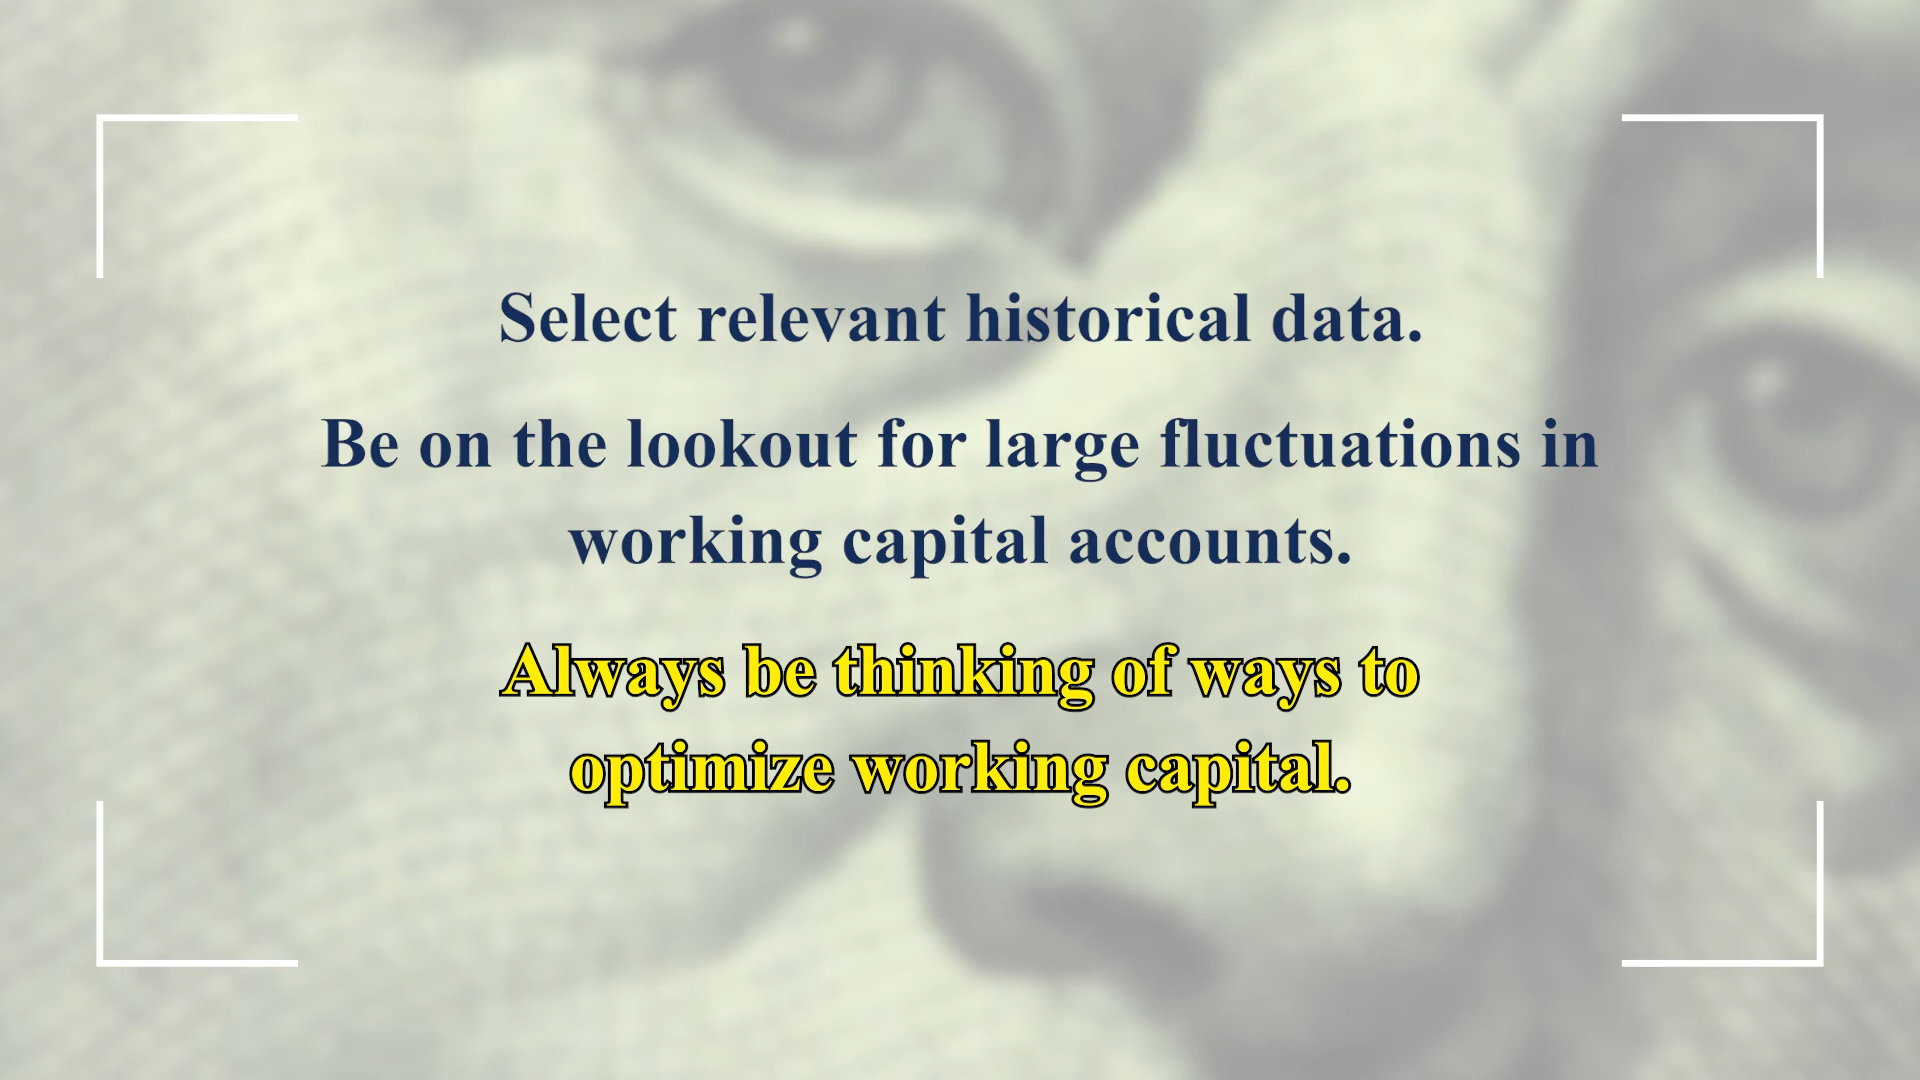 Select relevant historical data.
Be on the lookout for large fluctuations in
working capital accounts.
Always be thinking of ways to
optimize working capital.